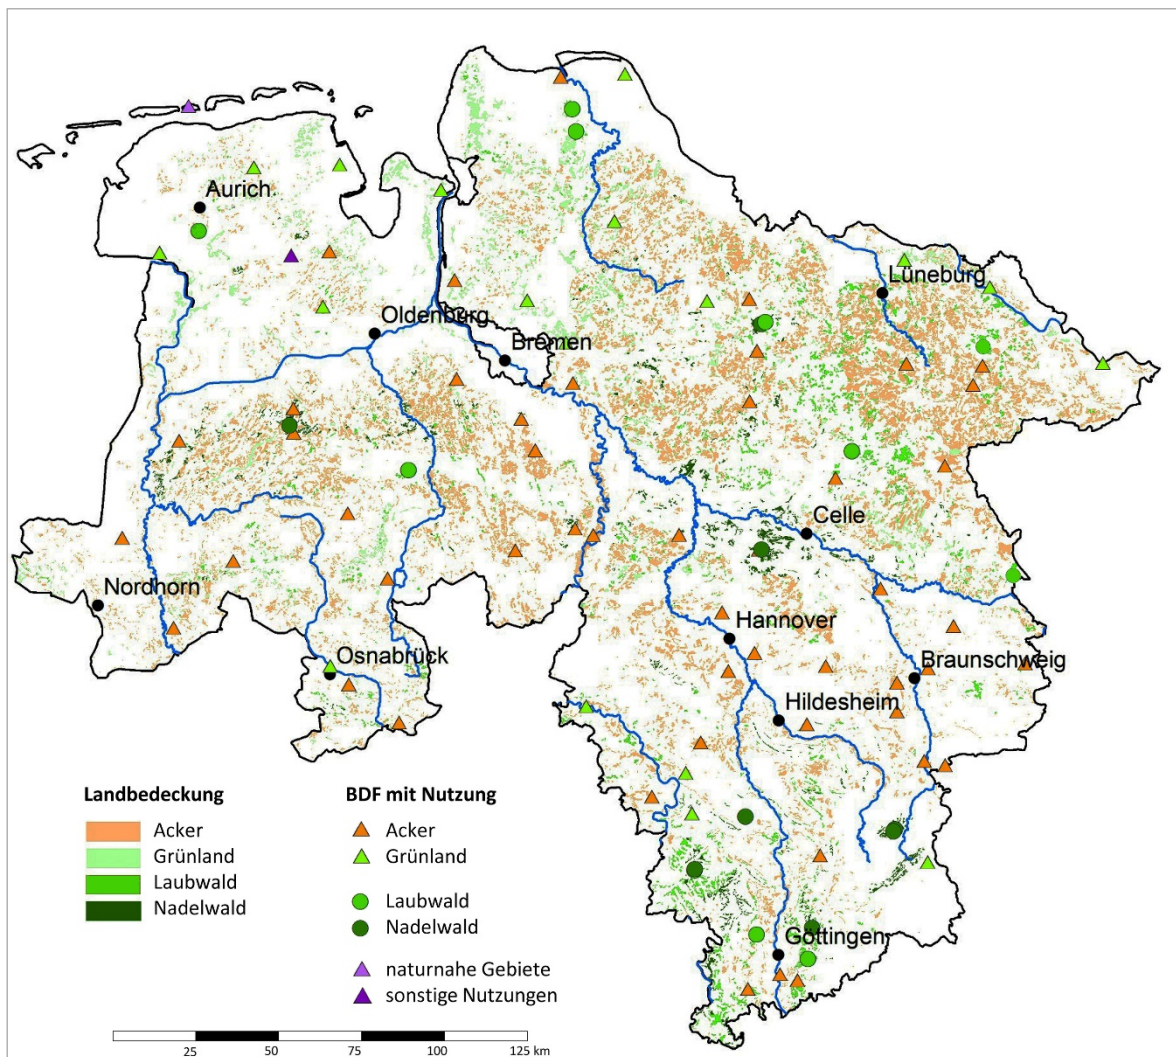 Aurich
Lüneburg
Oldenburg
Bremen
Celle
Nordhorn
Hannover
Osnabrück
Braunschweig
Hildesheim
Göttingen
Landbedeckung
Acker
Grünland
Laubwald
Nadelwald
BDF mit Nutzung
Acker
Grünland
Laubwald
Nadelwald
naturnahe Gebiete
sonstige Nutzungen
25 50 75 100 125 km